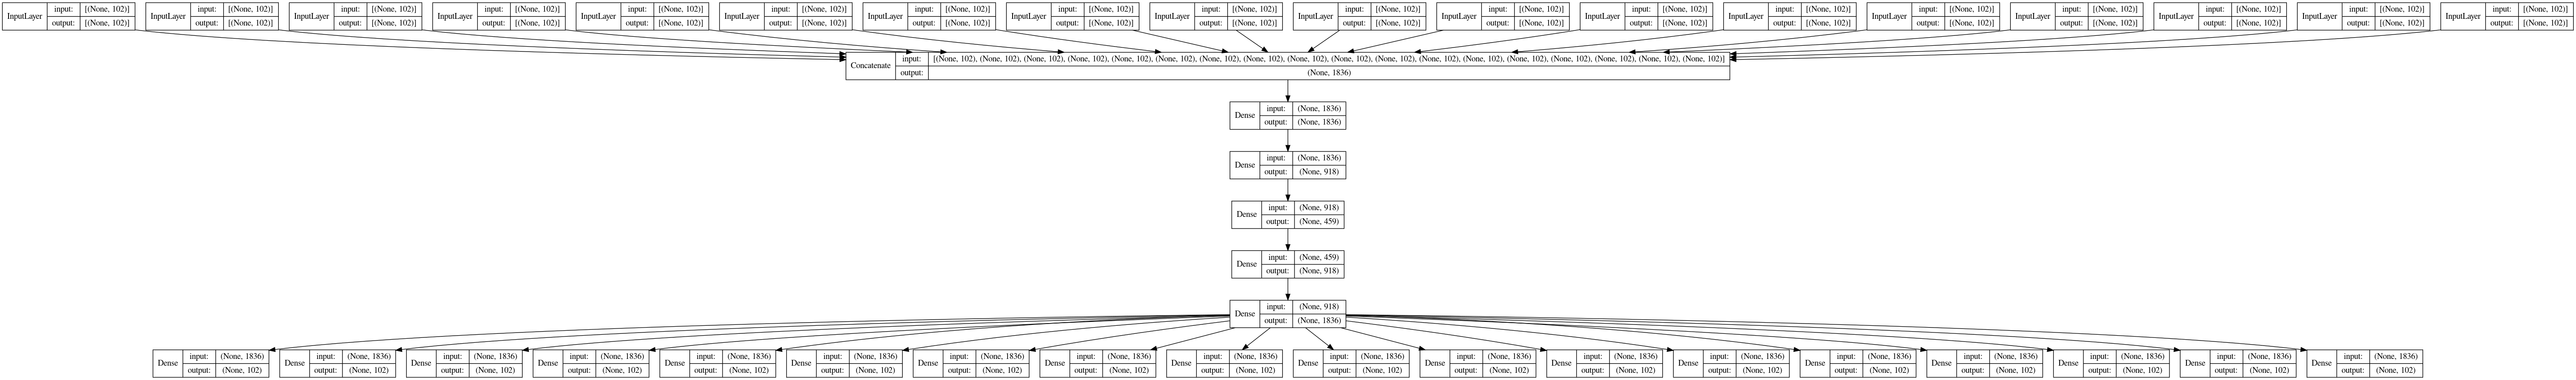 InputLayer input: [(None, 102)]
output: [(None, 102)]
InputLayer input: [(None, 102)]
output: [(None, 102)]
InputLayer input: [(None, 102)]
output: [(None, 102)]
InputLayer input: [(None, 102)]
output: [(None, 102)]
InputLayer input: [(None, 102)]
output: [(None, 102)]
InputLayer input: [(None, 102)]
output: [(None, 102)]
InputLayer input: [(None, 102)]
output: [(None, 102)]
InputLayer input: [(None, 102)]
output: [(None, 102)]
InputLayer input: [(None, 102)]
output: [(None, 102)]
InputLayer input: [(None, 102)]
output: [(None, 102)]
InputLayer input: [(None, 102)]
output: [(None, 102)]
InputLayer input: [(None, 102)]
output: [(None, 102)]
InputLayer input: [(None, 102)]
output: [(None, 102)]
InputLayer input: [(None, 102)]
output: [(None, 102)]
InputLayer input: [(None, 102)]
output: [(None, 102)]
InputLayer input: [(None, 102)]
output: [(None, 102)]
InputLayer input: [(None, 102)]
output: [(None, 102)]
InputLayer input: [(None, 102)]
output: [(None, 102)]
Concatenate input: [(None, 102), (None, 102), (None, 102), (None, 102), (None, 102), (None, 102), (None, 102), (None, 102), (None, 102), (None, 102), (None, 102), (None, 102), (None, 102), (None, 102), (None, 102), (None, 102), (None, 102), (None, 102)]
output: (None, 1836)
Dense input: (None, 1836)
output: (None, 1836)
Dense input: (None, 1836)
output: (None, 918)
Dense input: (None, 918)
output: (None, 459)
Dense input: (None, 459)
output: (None, 918)
Dense input: (None, 918)
output: (None, 1836)
Dense input: (None, 1836)
output: (None, 102)
Dense input: (None, 1836)
output: (None, 102)
Dense input: (None, 1836)
output: (None, 102)
Dense input: (None, 1836)
output: (None, 102)
Dense input: (None, 1836)
output: (None, 102)
Dense input: (None, 1836)
output: (None, 102)
Dense input: (None, 1836)
output: (None, 102)
Dense input: (None, 1836)
output: (None, 102)
Dense input: (None, 1836)
output: (None, 102)
Dense input: (None, 1836)
output: (None, 102)
Dense input: (None, 1836)
output: (None, 102)
Dense input: (None, 1836)
output: (None, 102)
Dense input: (None, 1836)
output: (None, 102)
Dense input: (None, 1836)
output: (None, 102)
Dense input: (None, 1836)
output: (None, 102)
Dense input: (None, 1836)
output: (None, 102)
Dense input: (None, 1836)
output: (None, 102)
Dense input: (None, 1836)
output: (None, 102)